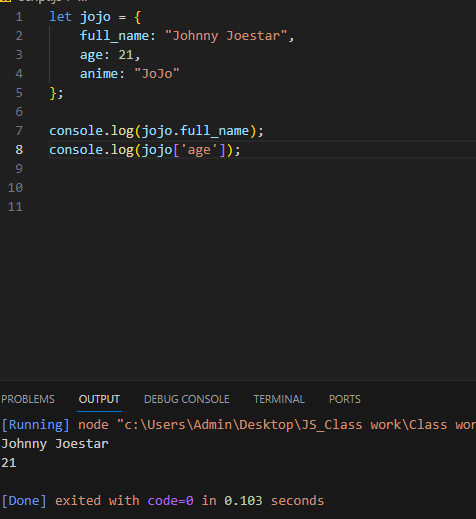 1 let jojo = {
2     full_name: "Johnny Joestar",
3     age: 21,
4     anime: "JoJo"
5 };
6
7 console.log(jojo.full_name);
8 console.log(jojo['age']);
9
10
11
PROBLEMS OUTPUT DEBUG CONSOLE TERMINAL PORTS
[Running] node "c:\Users\Admin\Desktop\JS_Class work\Class wor
Johnny Joestar
21
[Done] exited with code=0 in 0.103 seconds